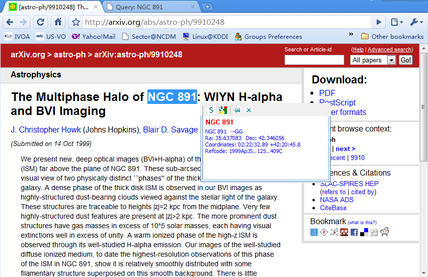 [astro-ph/9910248] Th...
Query: NGC 891
http://arxiv.org/abs/astro-ph/9910248
IVOA
US-VO
Yahoo!Mail
Sector@NCDM
Linux@KDDI
Groups Preferences
Other bookmarks
arXiv.org > astro-ph > arXiv:astro-ph/9910248
Search or Article-id
(Help | Advanced search)
All papers
Go!
Astrophysics
The Multiphase Halo of NGC 891: WIYN H-alpha
and BVI Imaging
J. Christopher Howk (Johns Hopkins), Blair D. Savage
(Submitted on 14 Oct 1999)
We present new, deep optical images (BVI+H-alpha) of th
(ISM) far above the plane of NGC 891. These sub-arcsec
visual view of two physically distinct ``phases'' of the thick
galaxy. A dense phase of the thick disk ISM is observed in our BVI images as
highly-structured dust-bearing clouds viewed against the stellar light of the galaxy.
These structures are traceable to heights |z|~2 kpc from the midplane. Very few
highly-structured dust features are present at |z|>2 kpc. The more prominent dust
structures have gas masses in excess of 10^5 solar masses, each having visual
extinctions well in excess of unity. A warm ionized phase of the high-z ISM is
observed through its well-studied H-alpha emission. Our images of the well-studied
diffuse ionized medium, to date the highest-resolution observations of this phase
of the ISM in NGC 891, show it is relatively smoothly distributed with some
filamentary structure superposed on this smooth background. There is little
NGC 891
NGC 891 --GG
Ra: 35.637083 Dec: 42.346056
Coordinates: 02:22:32.89 +42:20:45.8
Refcode: 1999ApJS..125..409C
Download:
PDF
PostScript
er formats
ent browse context:
ph
| next >
ecent | 9910
rences & Citations
SLAC-SPIRES HEP
(refers to)
NASA ADS
CiteBase
Bookmark (what is this?)